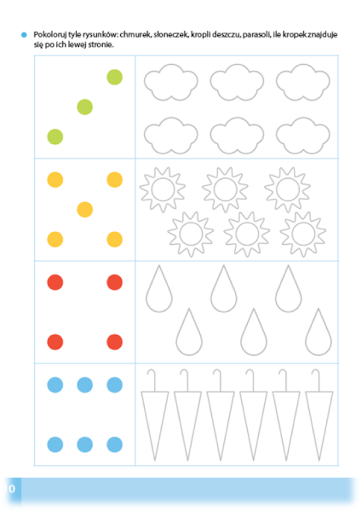 Pokoloruj tyle rysunków: chmurek, słoneczek, kropli deszczu, parasoli, ile kropek znajduje
się po ich lewej stronie.
0